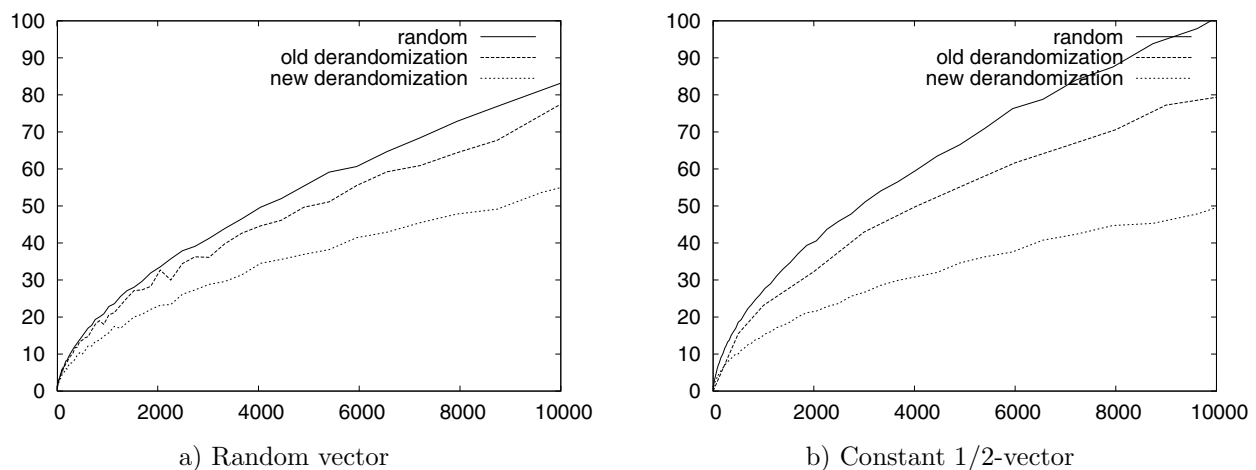 100
90
80
70
60
50
40
30
20
10
0
random
old derandomization
new derandomization
0 2000 4000 6000 8000 10000
a) Random vector
100
90
80
70
60
50
40
30
20
10
0
random
old derandomization
new derandomization
0 2000 4000 6000 8000 10000
b) Constant 1/2-vector